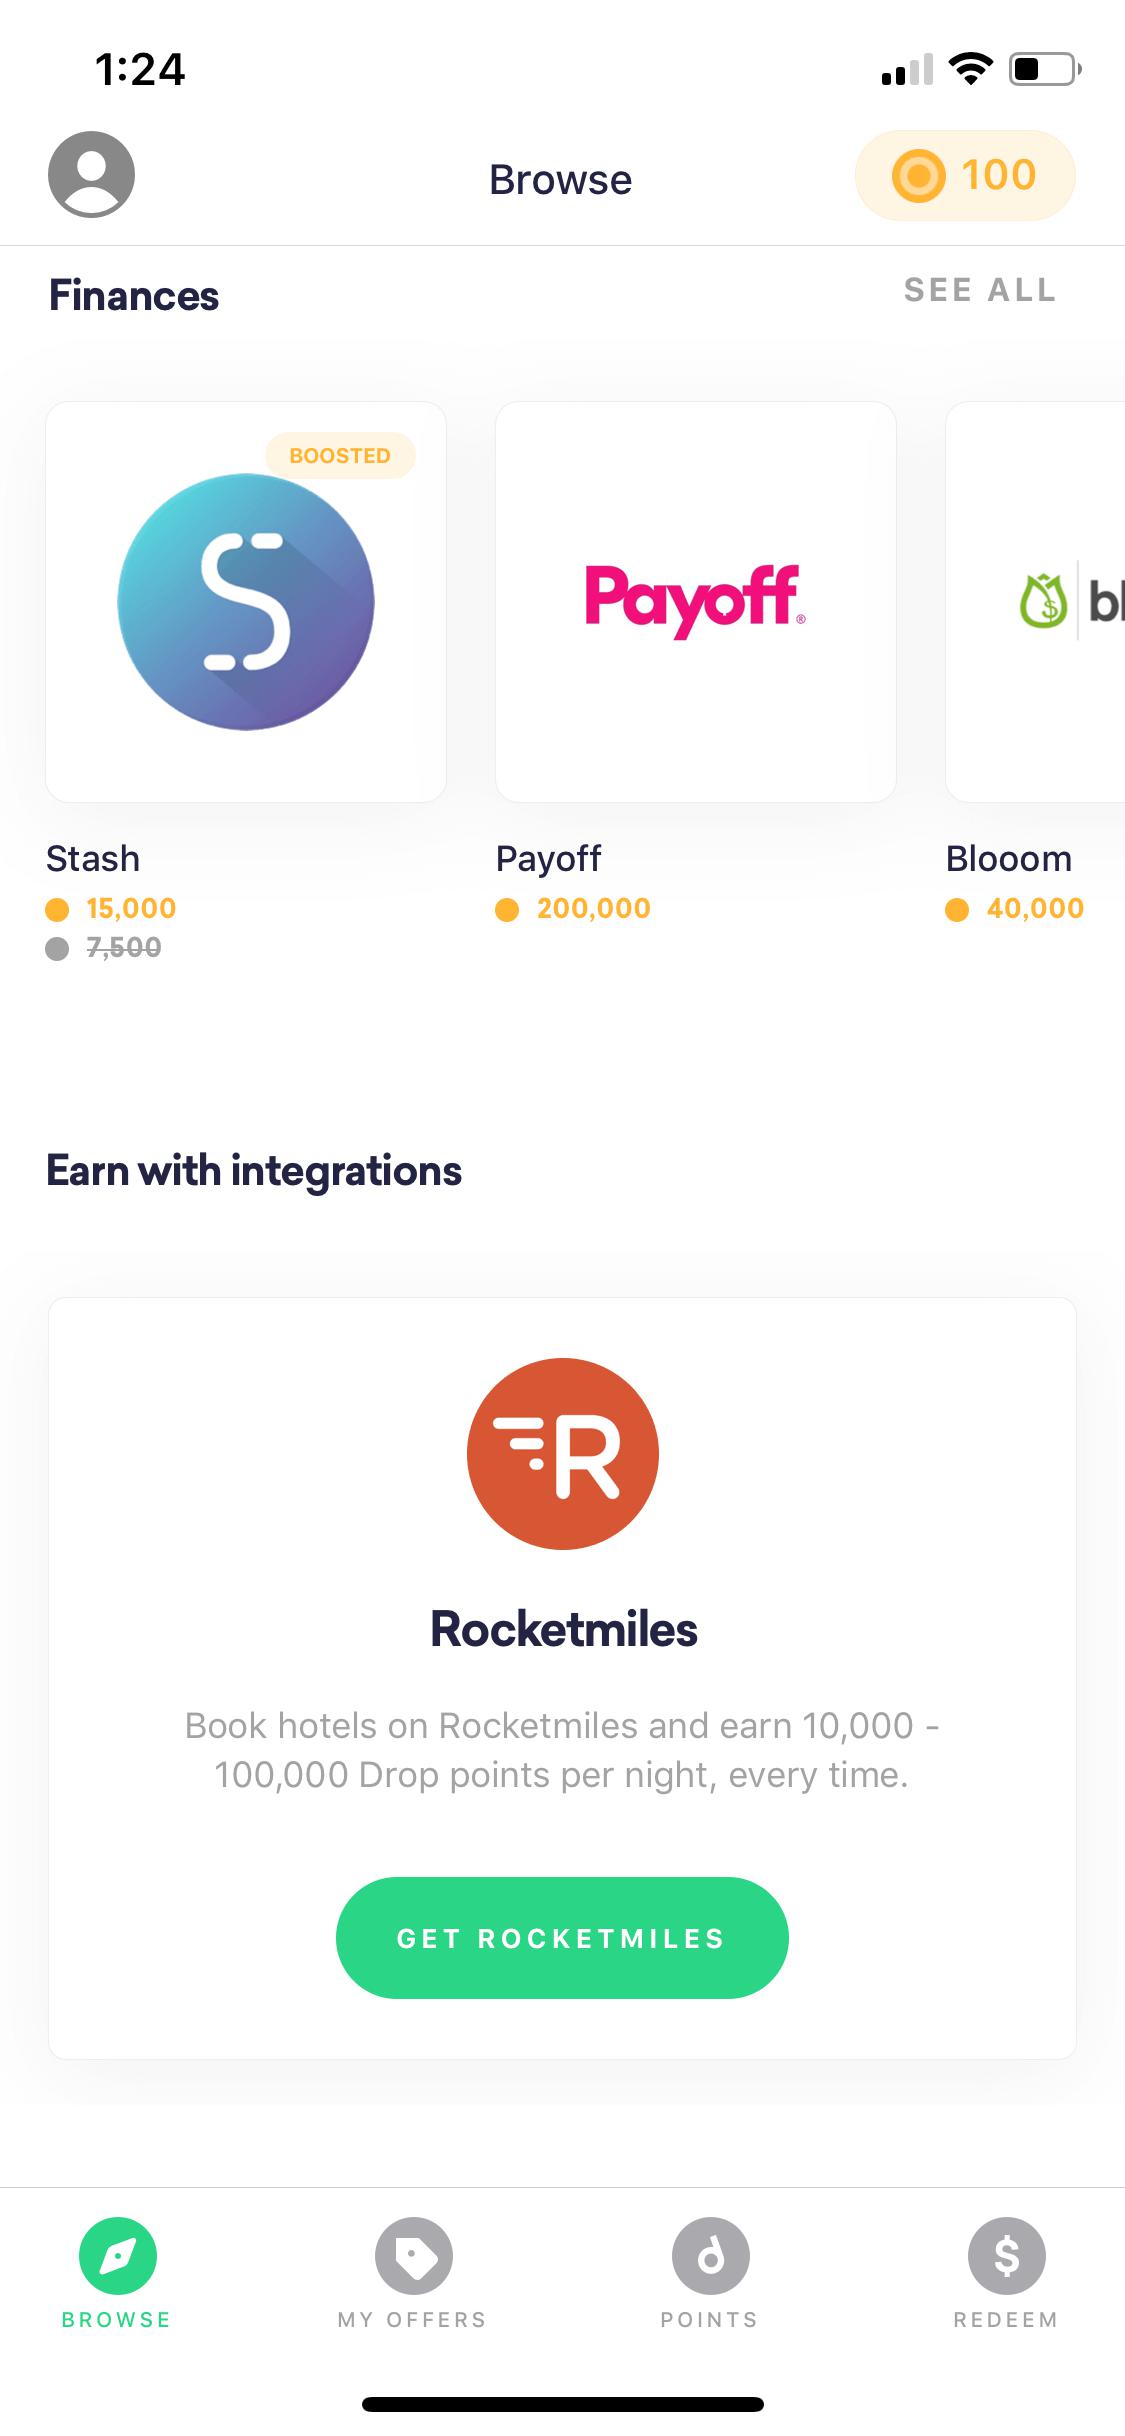 1:24
Browse
100
Finances
SEE ALL
BOOSTED
S
Payoff®
$
bl
Stash
Payoff
Blooom
15,000
200,000
40,000
7,500
Earn with integrations
R
Rocketmiles
Book hotels on Rocketmiles and earn 10,000 -
100,000 Drop points per night, every time.
GET ROCKETMILES
$
BROWSE
MY OFFERS
POINTS
REDEEM